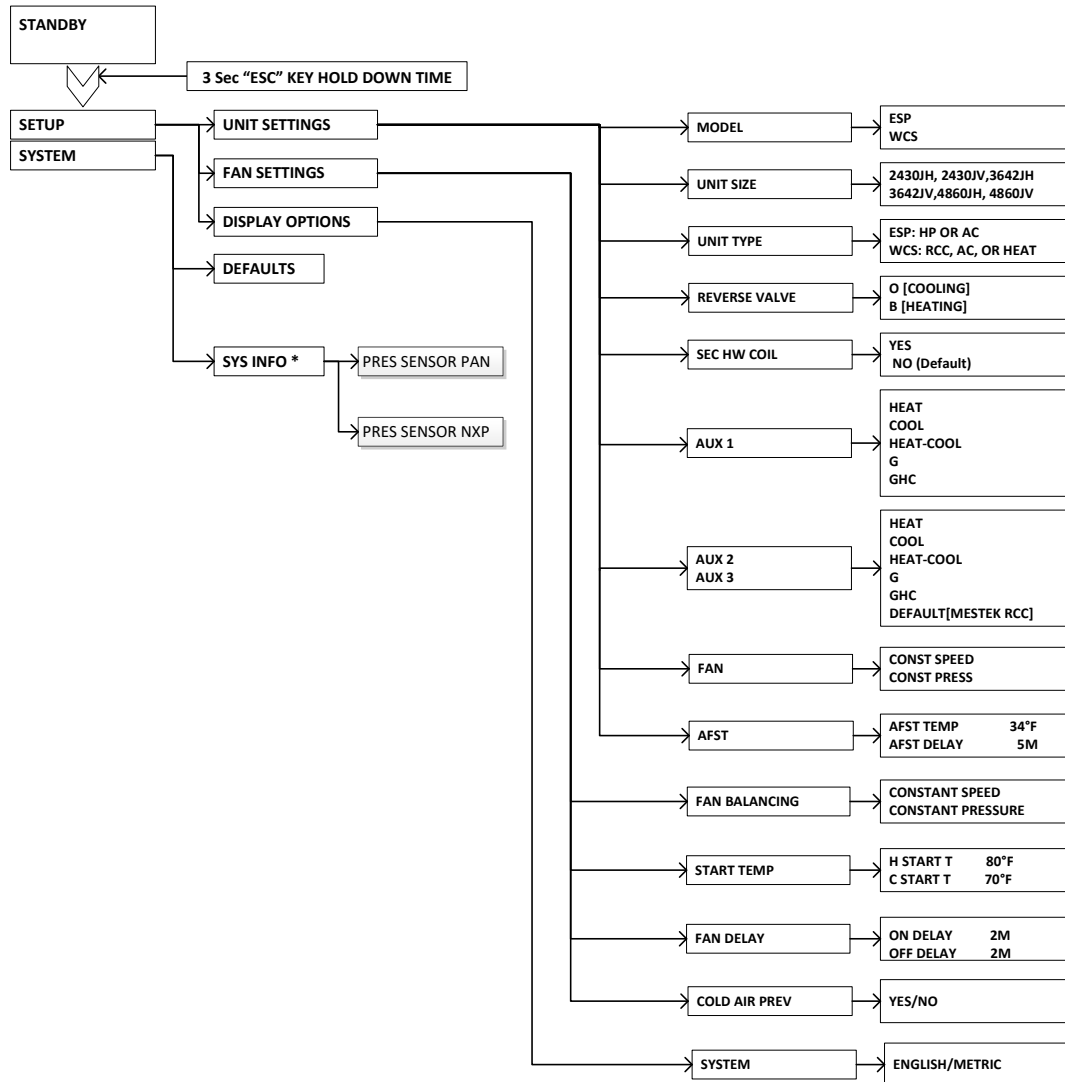 STANDBY
3 Sec “ESC” KEY HOLD DOWN TIME
SETUP
SYSTEM
UNIT SETTINGS
FAN SETTINGS
DISPLAY OPTIONS
DEFAULTS
SYS INFO *
PRES SENSOR PAN
PRES SENSOR NXP
MODEL
ESP
WCS
UNIT SIZE
2430JH, 2430JV,3642JH
3642JV,4860JH, 4860JV
UNIT TYPE
ESP: HP OR AC
WCS: RCC, AC, OR HEAT
REVERSE VALVE
O [COOLING]
B [HEATING]
SEC HW COIL
YES
NO (Default)
AUX 1
HEAT
COOL
HEAT-COOL
G
GHC
AUX 2
AUX 3
HEAT
COOL
HEAT-COOL
G
GHC
DEFAULT[MESTEK RCC]
FAN
CONST SPEED
CONST PRESS
AFST
AFST TEMP 34°F
AFST DELAY 5M
FAN BALANCING
CONSTANT SPEED
CONSTANT PRESSURE
START TEMP
H START T 80°F
C START T 70°F
FAN DELAY
ON DELAY 2M
OFF DELAY 2M
COLD AIR PREV
YES/NO
SYSTEM
ENGLISH/METRIC